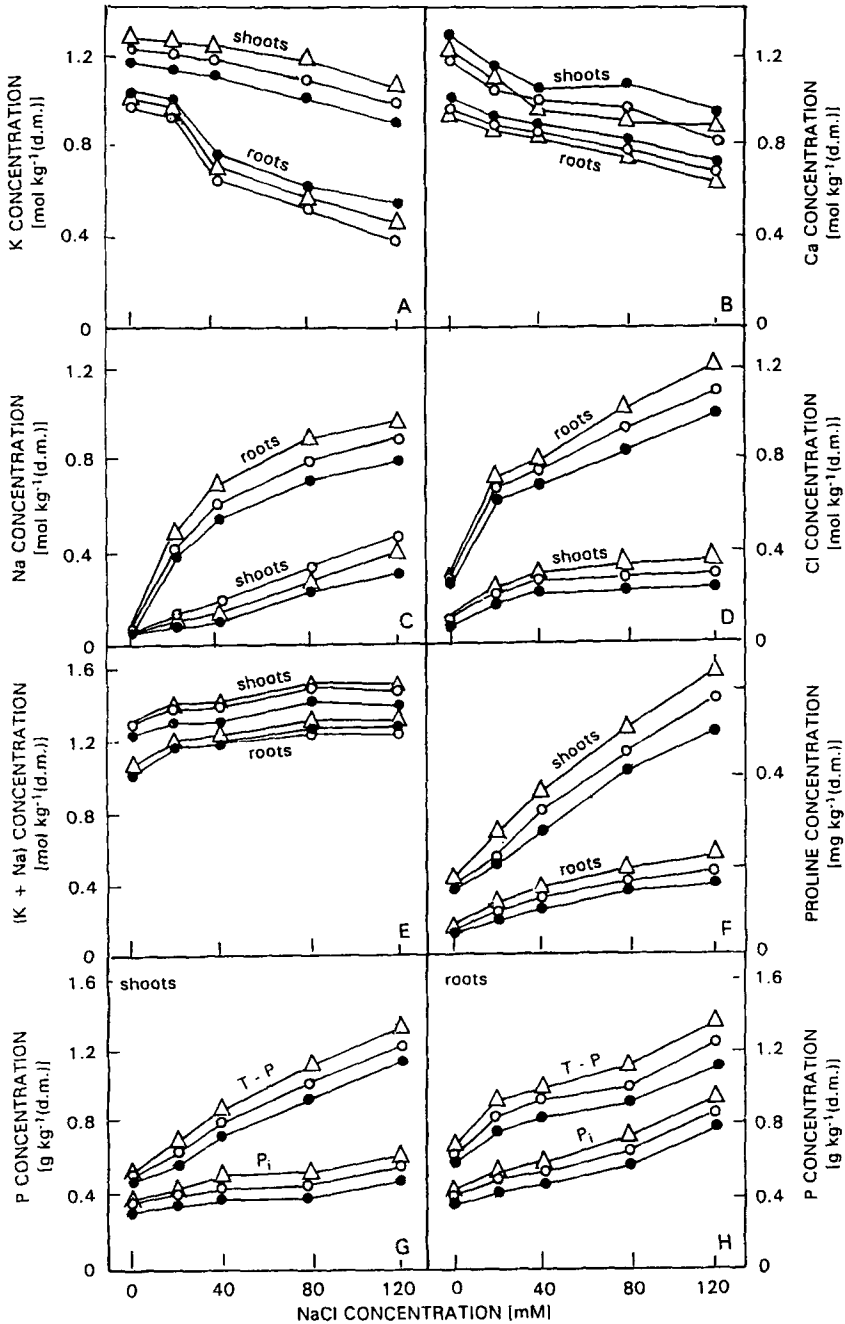 K CONCENTRATION
[mol kg⁻¹(d.m.)]
1.2
0.8
0.4
0
shoots
roots
A
shoots
roots
B
1.2
0.8
0.4
0
Ca CONCENTRATION
[mol kg⁻¹(d.m.)]
Na CONCENTRATION
[mol kg⁻¹(d.m.)]
1.2
0.8
0.4
0
roots
shoots
C
roots
shoots
D
1.2
0.8
0.4
0
Cl CONCENTRATION
[mol kg⁻¹(d.m.)]
(K + Na) CONCENTRATION
[mol kg⁻¹(d.m.)]
1.6
1.2
0.8
0.4
0
shoots
roots
E
shoots
roots
F
0.4
0
PROLINE CONCENTRATION
[mg kg⁻¹(d.m.)]
P CONCENTRATION
[g kg⁻¹(d.m.)]
1.6
1.2
0.8
0.4
0
shoots
T - P
Pᵢ
G
roots
T - P
Pᵢ
H
1.6
1.2
0.8
0.4
0
P CONCENTRATION
[g kg⁻¹(d.m.)]
0 40 80 120 0 40 80 120
NaCl CONCENTRATION [mM]